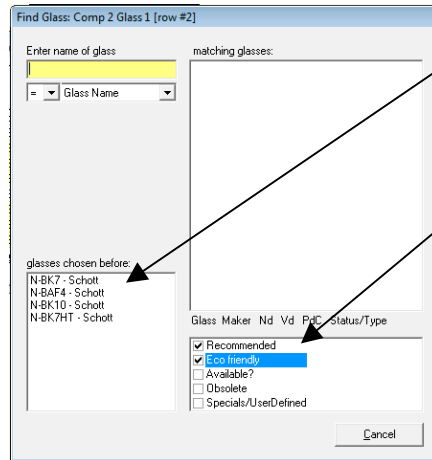 Find Glass: Comp 2 Glass 1 [row #2]
Enter name of glass
= Glass Name
glasses chosen before:
N-BK7 - Schott
N-BAF4 - Schott
N-BK10 - Schott
N-BK7HT - Schott
matching glasses:
Glass Maker Nd Vd PdC Status/Type
Recommended
Eco friendly
Available?
Obsolete
Specials/UserDefined
Cancel